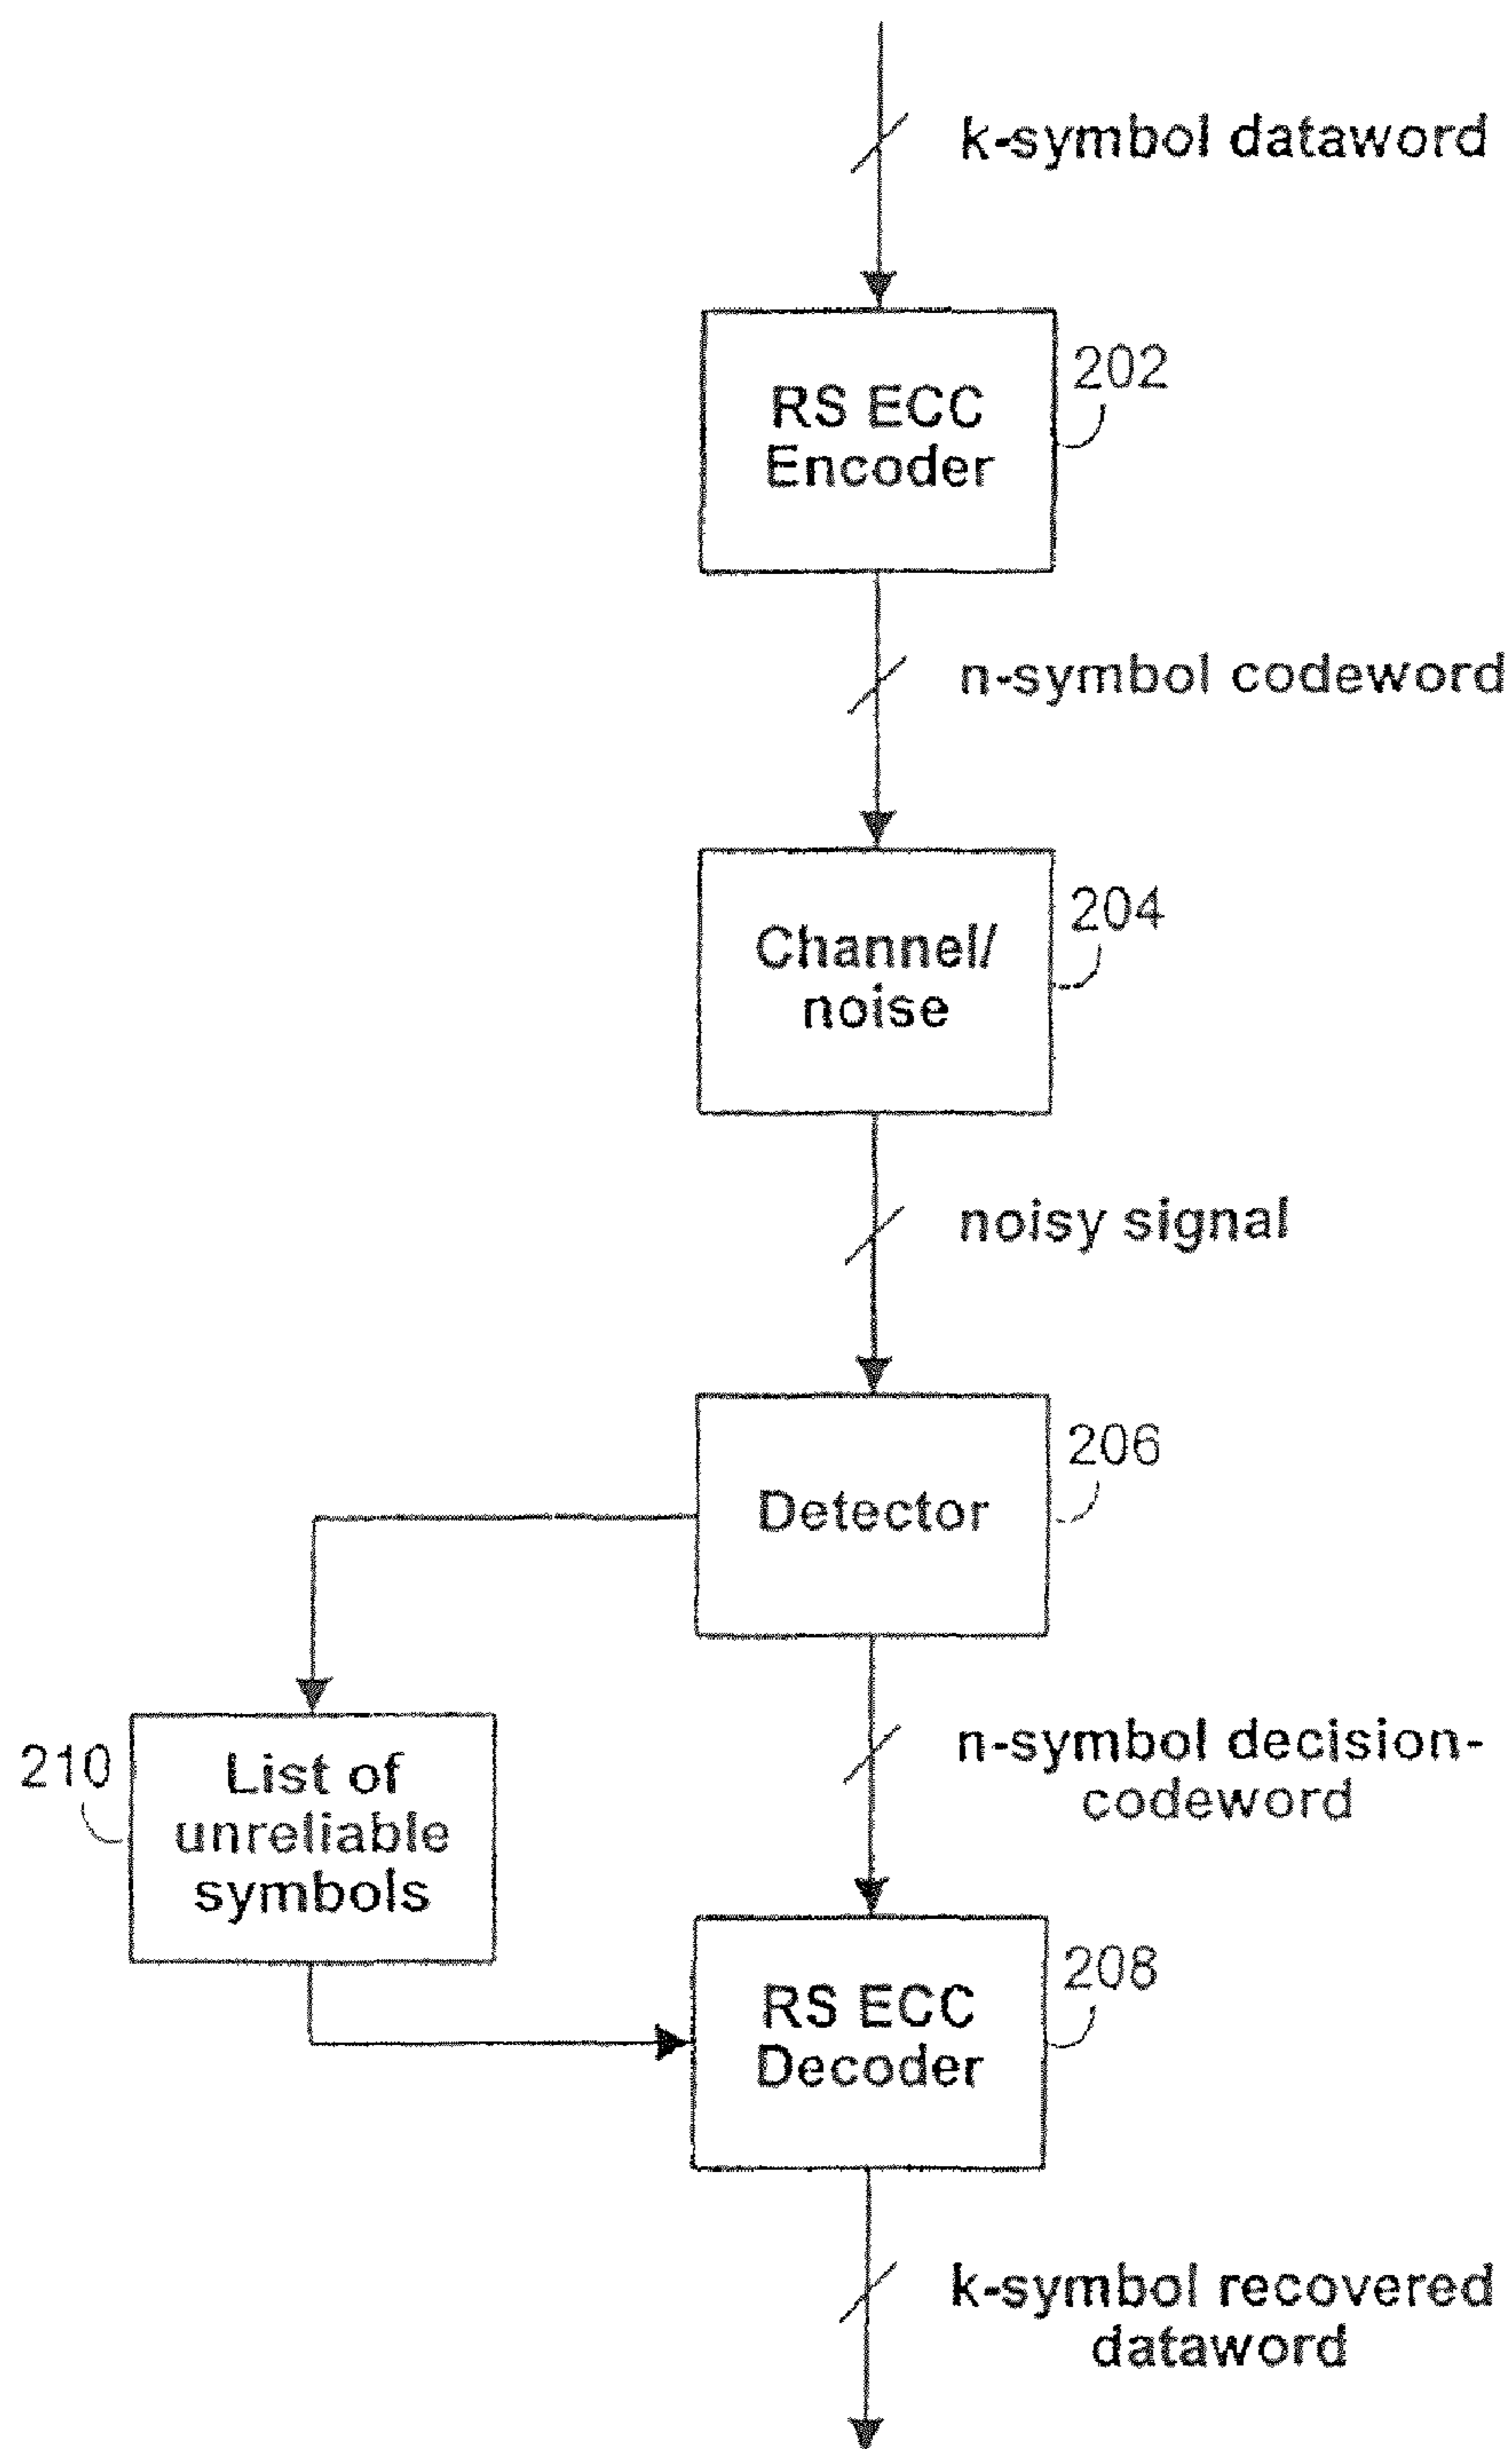 k-symbol dataword
RS ECC
Encoder
202
n-symbol codeword
Channel/
noise
204
noisy signal
Detector
206
210
List of
unreliable
symbols
n-symbol decision-
codeword
RS ECC
Decoder
208
k-symbol recovered
dataword